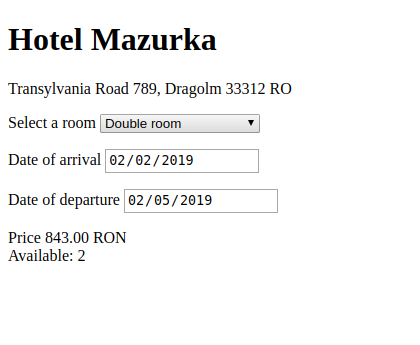 Hotel Mazurka
Transylvania Road 789, Dragolm 33312 RO
Select a room Double room
Date of arrival 02/02/2019
Date of departure 02/05/2019
Price 843.00 RON
Available: 2